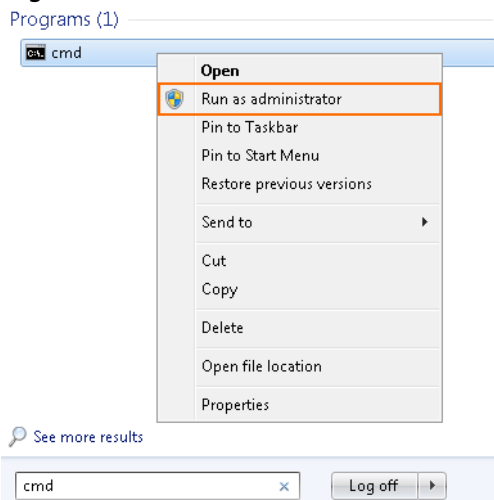 Programs (1)
cmd
Open
Run as administrator
Pin to Taskbar
Pin to Start Menu
Restore previous versions
Send to
Cut
Copy
Delete
Open file location
Properties
See more results
cmd
Log off